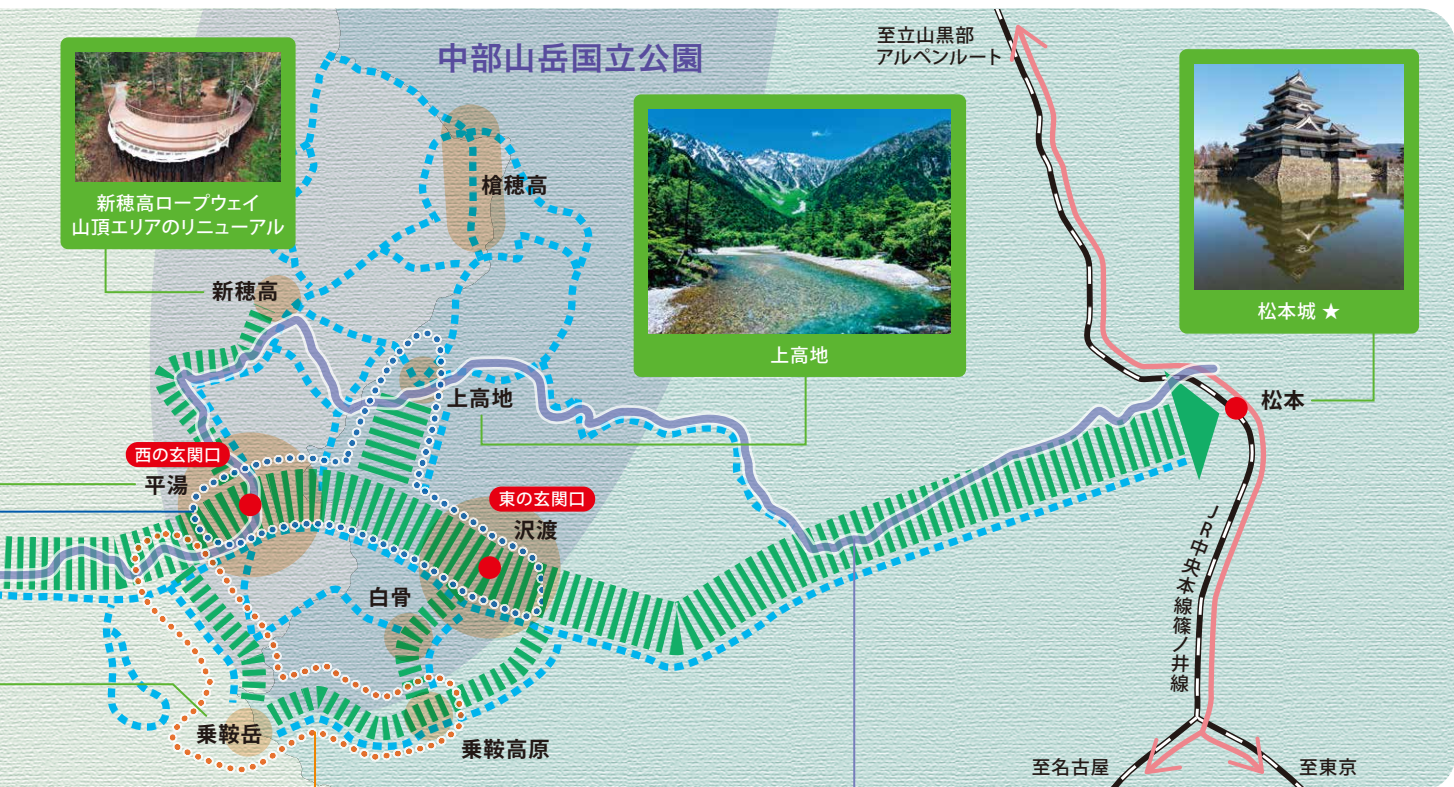 中部山岳国立公園
至立山黒部
アルペンルート
新穂高ロープウェイ
山頂エリアのリニューアル
槍穂高
新穂高
上高地
松本城 ★
上高地
松本
西の玄関口
平湯
東の玄関口
沢渡
白骨
JR中央本線篠ノ井線
乗鞍岳
乗鞍高原
至名古屋
至東京